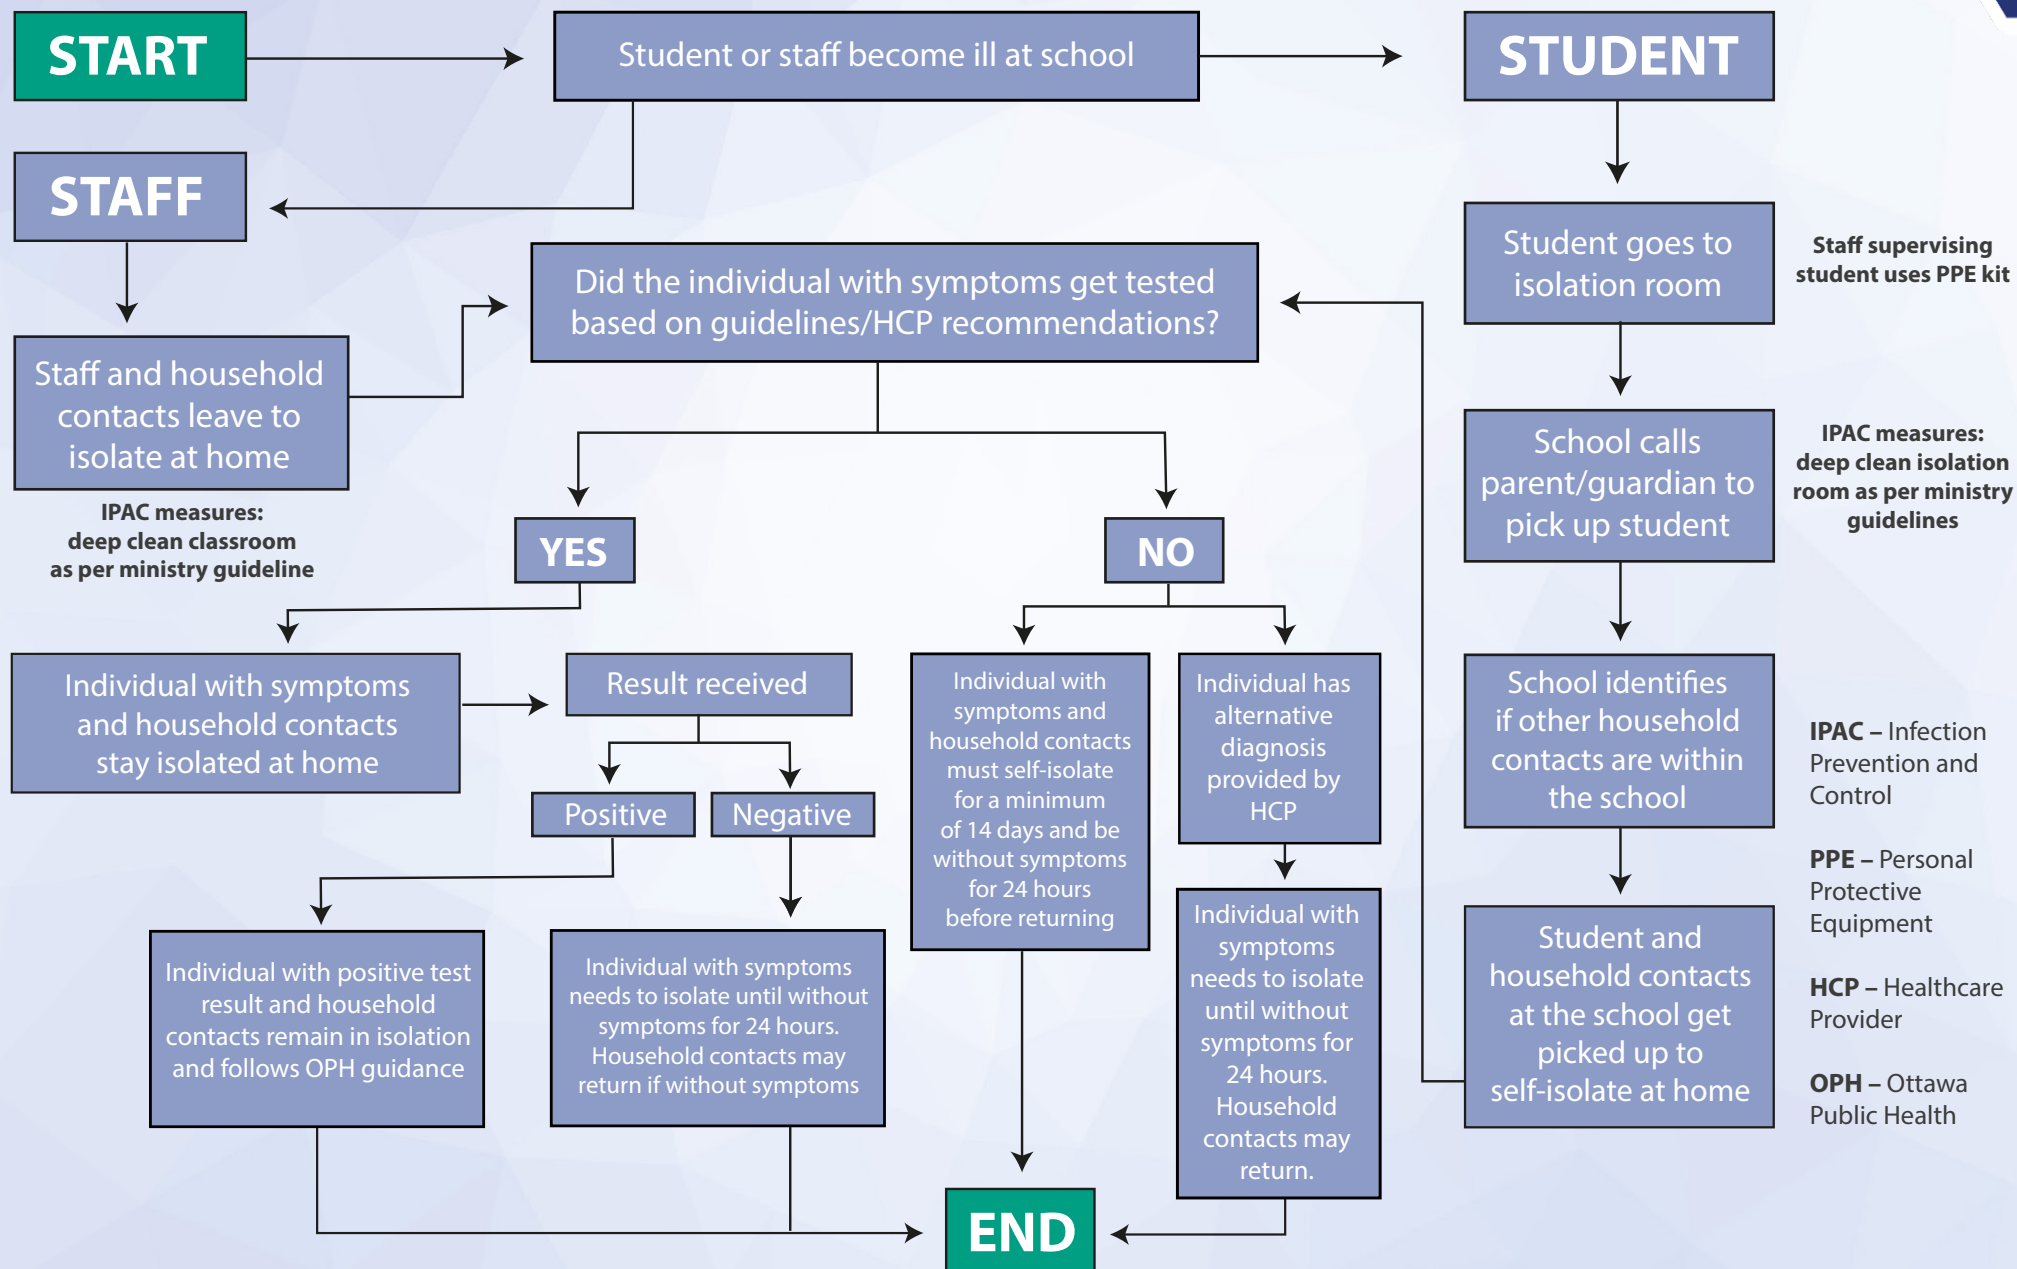 START
Student or staff become ill at school
STUDENT
STAFF
Student goes to
isolation room
Staff supervising
student uses PPE kit
Did the individual with symptoms get tested
based on guidelines/HCP recommendations?
Staff and household
contacts leave to
isolate at home
IPAC measures:
deep clean classroom
as per ministry guideline
School calls
parent/guardian to
pick up student
IPAC measures:
deep clean isolation
room as per ministry
guidelines
YES
NO
Individual with symptoms
and household contacts
stay isolated at home
Result received
Positive
Negative
Individual with
symptoms and
household contacts
must self-isolate
for a minimum
of 14 days and be
without symptoms
for 24 hours
before returning
Individual has
alternative
diagnosis
provided by
HCP
School identifies
if other household
contacts are within
the school
Individual with positive test
result and household
contacts remain in isolation
and follows OPH guidance
Individual with symptoms
needs to isolate until without
symptoms for 24 hours.
Household contacts may
return if without symptoms
Individual with
symptoms
needs to isolate
until without
symptoms for
24 hours.
Household
contacts may
return.
Student and
household contacts
at the school get
picked up to
self-isolate at home
IPAC – Infection
Prevention and
Control
PPE – Personal
Protective
Equipment
HCP – Healthcare
Provider
OPH – Ottawa
Public Health
END